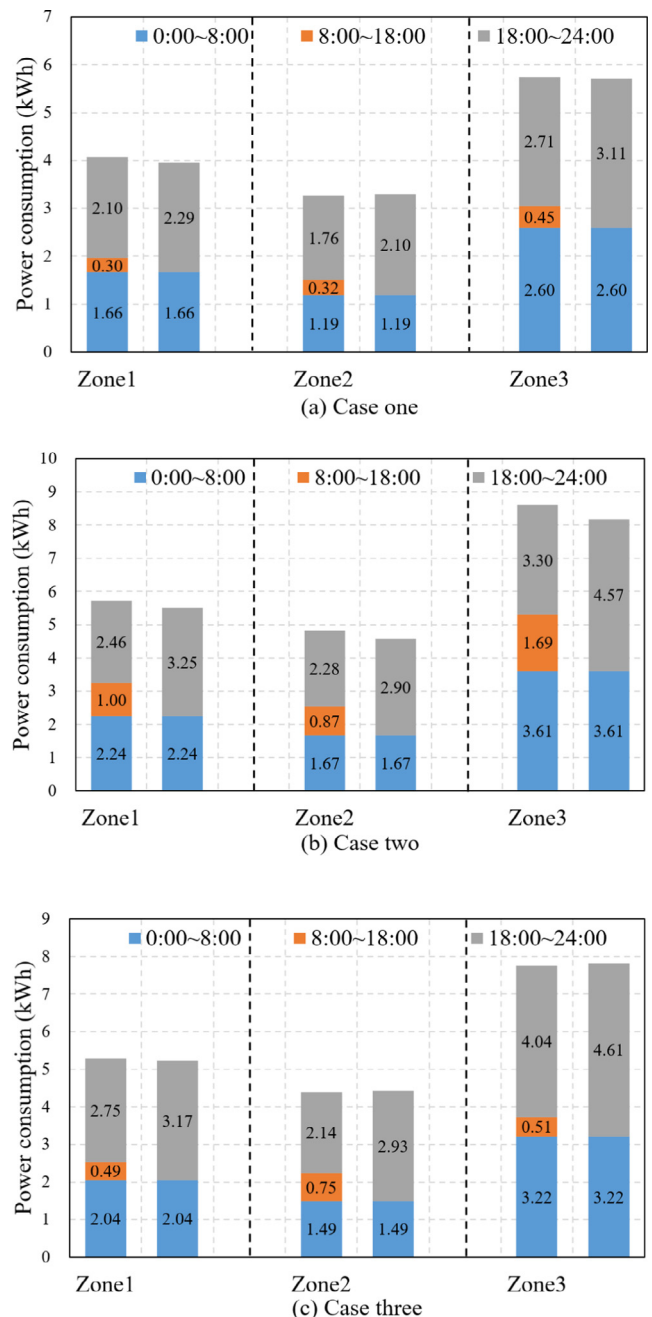 7
0:00~8:00 8:00~18:00 18:00~24:00
6
5
4
3
2
1
0
Power consumption (kWh)
2.10 2.29 1.76 2.10 2.71 3.11
0.30 0.32 0.45
1.66 1.66 1.19 1.19 2.60 2.60
Zone1 Zone2 Zone3
(a) Case one
10
0:00~8:00 8:00~18:00 18:00~24:00
9
8
7
6
5
4
3
2
1
0
Power consumption (kWh)
2.46 3.25 2.28 2.90 3.30 4.57
1.00 0.87 1.69
2.24 2.24 1.67 1.67 3.61 3.61
Zone1 Zone2 Zone3
(b) Case two
9
0:00~8:00 8:00~18:00 18:00~24:00
8
7
6
5
4
3
2
1
0
Power consumption (kWh)
2.75 3.17 2.14 2.93 4.04 4.61
0.49 0.75 0.51
2.04 2.04 1.49 1.49 3.22 3.22
Zone1 Zone2 Zone3
(c) Case three